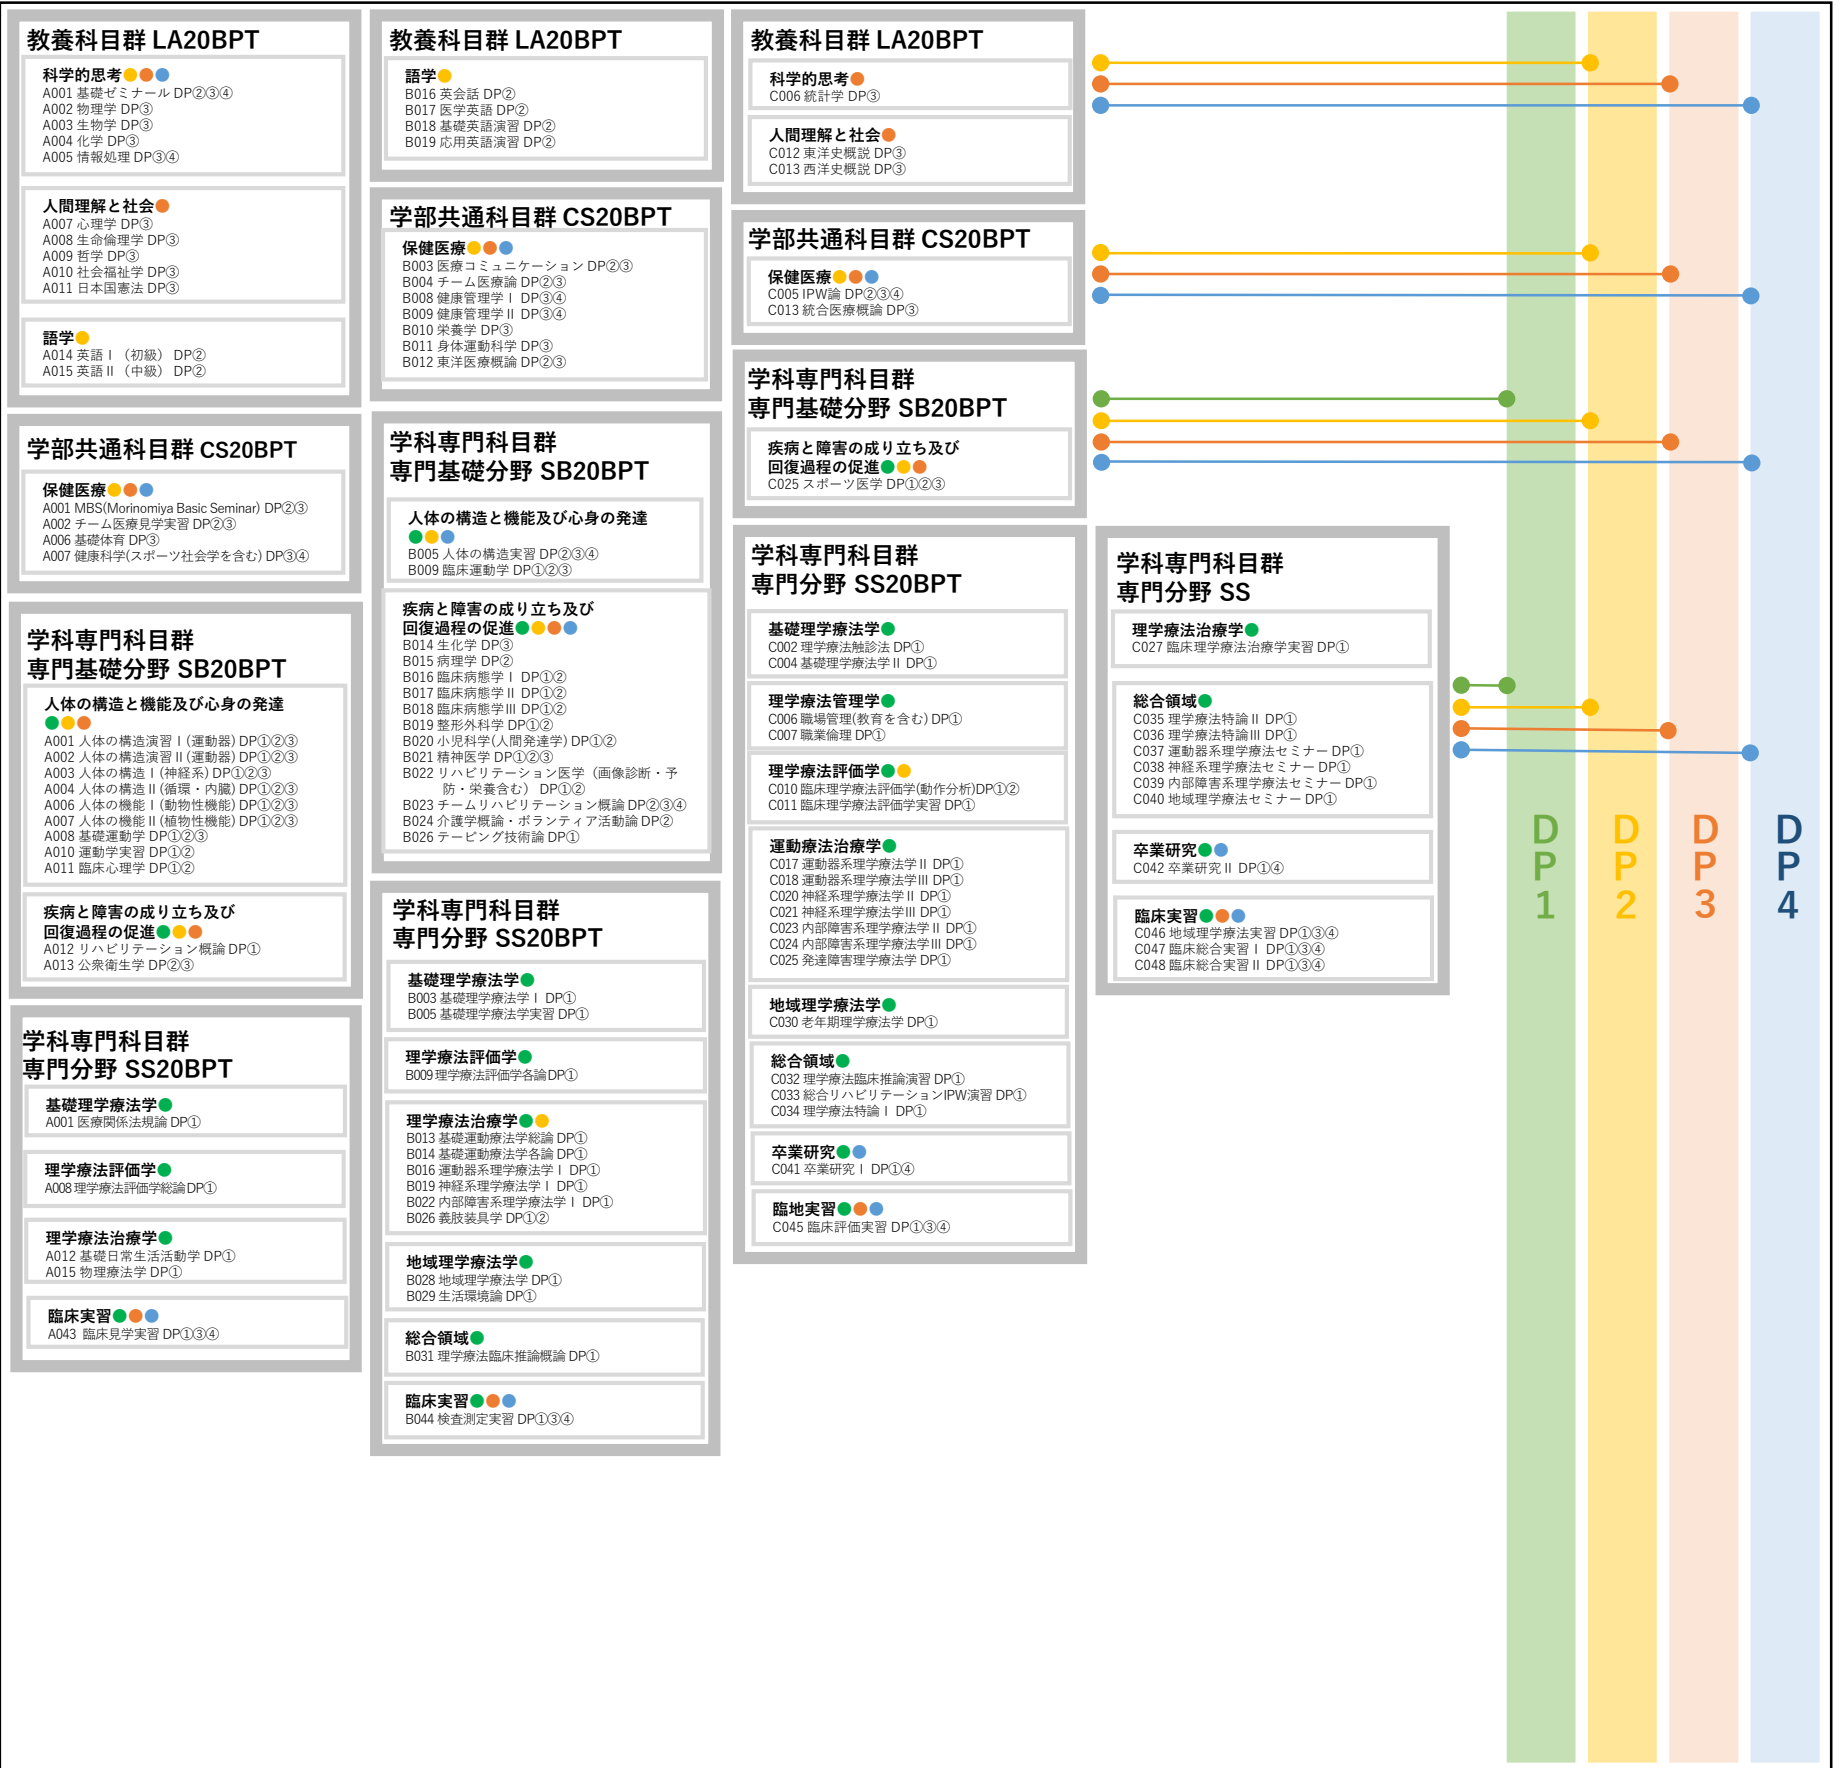 教養科目群 LA20BPT
科学的思考
A001 基礎ゼミナール DP②③④
A002 物理学 DP③
A003 生物学 DP③
A004 化学 DP③
A005 情報処理 DP③④
人間理解と社会
A007 心理学 DP③
A008 生命倫理学 DP③
A009 哲学 DP③
A010 社会福祉学 DP③
A011 日本国憲法 DP③
語学
A014 英語Ⅰ（初級） DP②
A015 英語Ⅱ（中級） DP②
学部共通科目群 CS20BPT
保健医療
A001 MBS(Morinomiya Basic Seminar) DP②③
A002 チーム医療見学実習 DP②③
A006 基礎体育 DP③
A007 健康科学(スポーツ社会学を含む) DP③④
学科専門科目群
専門基礎分野 SB20BPT
人体の構造と機能及び心身の発達
A001 人体の構造演習Ⅰ(運動器) DP①②③
A002 人体の構造演習Ⅱ(運動器) DP①②③
A003 人体の構造Ⅰ(神経系) DP①②③
A004 人体の構造Ⅱ(循環・内臓) DP①②③
A006 人体の機能Ⅰ(動物性機能) DP①②③
A007 人体の機能Ⅱ(植物性機能) DP①②③
A008 基礎運動学 DP①②③
A010 運動学実習 DP①②
A011 臨床心理学 DP①②
疾病と障害の成り立ち及び
回復過程の促進
A012 リハビリテーション概論 DP①
A013 公衆衛生学 DP②③
学科専門科目群
専門分野 SS20BPT
基礎理学療法学
A001 医療関係法規論 DP①
理学療法評価学
A008 理学療法評価学総論 DP①
理学療法治療学
A012 基礎日常生活活動学 DP①
A015 物理療法学 DP①
臨床実習
A043 臨床見学実習 DP①③④
教養科目群 LA20BPT
語学
B016 英会話 DP②
B017 医学英語 DP②
B018 基礎英語演習 DP②
B019 応用英語演習 DP②
学部共通科目群 CS20BPT
保健医療
B003 医療コミュニケーション DP②③
B004 チーム医療論 DP②③
B008 健康管理学Ⅰ DP③④
B009 健康管理学Ⅱ DP③④
B010 栄養学 DP③
B011 身体運動科学 DP③
B012 東洋医療概論 DP②③
学科専門科目群
専門基礎分野 SB20BPT
人体の構造と機能及び心身の発達
B005 人体の構造実習 DP②③④
B009 臨床運動学 DP①②③
疾病と障害の成り立ち及び
回復過程の促進
B014 生化学 DP③
B015 病理学 DP②
B016 臨床病態学Ⅰ DP①②
B017 臨床病態学Ⅱ DP①②
B018 臨床病態学Ⅲ DP①②
B019 整形外科学 DP①②
B020 小児科学(人間発達学) DP①②
B021 精神医学 DP①②③
B022 リハビリテーション医学（画像診断・予
防・栄養含む） DP①②
B023 チームリハビリテーション概論 DP②③④
B024 介護学概論・ボランティア活動論 DP②
B026 テーピング技術論 DP①
学科専門科目群
専門分野 SS20BPT
基礎理学療法学
B003 基礎理学療法学Ⅰ DP①
B005 基礎理学療法学実習 DP①
理学療法評価学
B009 理学療法評価学各論 DP①
理学療法治療学
B013 基礎運動療法学総論 DP①
B014 基礎運動療法学各論 DP①
B016 運動器系理学療法学Ⅰ DP①
B019 神経系理学療法学Ⅰ DP①
B022 内部障害系理学療法学Ⅰ DP①
B026 義肢装具学 DP①②
地域理学療法学
B028 地域理学療法学 DP①
B029 生活環境論 DP①
総合領域
B031 理学療法臨床推論概論 DP①
臨床実習
B044 検査測定実習 DP①③④
教養科目群 LA20BPT
科学的思考
C006 統計学 DP③
人間理解と社会
C012 東洋史概説 DP③
C013 西洋史概説 DP③
学部共通科目群 CS20BPT
保健医療
C005 IPW論 DP②③④
C013 統合医療概論 DP③
学科専門科目群
専門基礎分野 SB20BPT
疾病と障害の成り立ち及び
回復過程の促進
C025 スポーツ医学 DP①②③
学科専門科目群
専門分野 SS20BPT
基礎理学療法学
C002 理学療法触診法 DP①
C004 基礎理学療法学Ⅱ DP①
理学療法管理学
C006 職場管理(教育を含む) DP①
C007 職業倫理 DP①
理学療法評価学
C010 臨床理学療法評価学(動作分析)DP①②
C011 臨床理学療法評価学実習 DP①
運動療法治療学
C017 運動器系理学療法学Ⅱ DP①
C018 運動器系理学療法学Ⅲ DP①
C020 神経系理学療法学Ⅱ DP①
C021 神経系理学療法学Ⅲ DP①
C023 内部障害系理学療法学Ⅱ DP①
C024 内部障害系理学療法学Ⅲ DP①
C025 発達障害理学療法学 DP①
地域理学療法学
C030 老年期理学療法学 DP①
総合領域
C032 理学療法臨床推論演習 DP①
C033 総合リハビリテーションIPW演習 DP①
C034 理学療法特論Ⅰ DP①
卒業研究
C041 卒業研究Ⅰ DP①④
臨地実習
C045 臨床評価実習 DP①③④
学科専門科目群
専門分野 SS
理学療法治療学
C027 臨床理学療法治療学実習 DP①
総合領域
C035 理学療法特論Ⅱ DP①
C036 理学療法特論Ⅲ DP①
C037 運動器系理学療法セミナー DP①
C038 神経系理学療法セミナー DP①
C039 内部障害系理学療法セミナー DP①
C040 地域理学療法セミナー DP①
卒業研究
C042 卒業研究Ⅱ DP①④
臨床実習
C046 地域理学療法実習 DP①③④
C047 臨床総合実習Ⅰ DP①③④
C048 臨床総合実習Ⅱ DP①③④
DP1
DP2
DP3
DP4